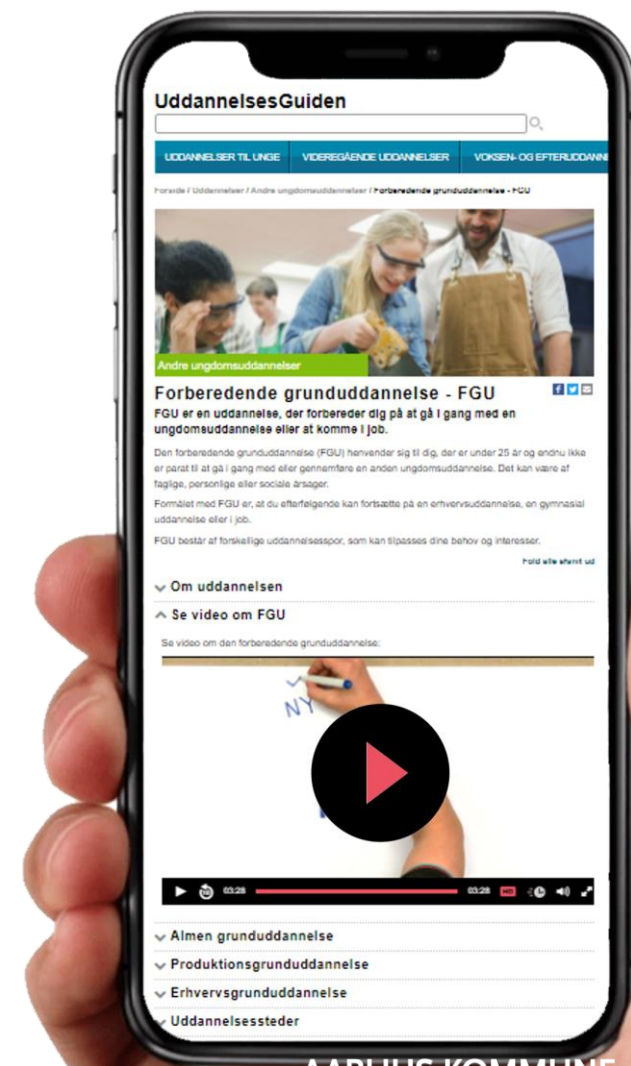 UddannelsesGuiden
UDDANNELSER TIL UNGE VIDEREGÅENDE UDDANNELSER VOKSEN- OG EFTERUDDANNE
Forside / Uddannelser / Andre ungdomsuddannelser / Forberedende grunduddannelse - FGU
Andre ungdomsuddannelser
Forberedende grunduddannelse - FGU
FGU er en uddannelse, der forbereder dig på at gå i gang med en
ungdomsuddannelse eller at komme i job.
Den forberedende grunduddannelse (FGU) henvender sig til dig, der er under 25 år og endnu ikke
er parat til at gå i gang med eller gennemføre en anden ungdomsuddannelse. Det kan være af
faglige, personlige eller sociale årsager.
Formålet med FGU er, at du efterfølgende kan fortsætte på en erhvervsuddannelse, en gymnasial
uddannelse eller i job.
FGU består af forskellige uddannelsesspor, som kan tilpasses dine behov og interesser.
Fold alle afsnit ud
Om uddannelsen
Se video om FGU
Se video om den forberedende grunduddannelse:
NY
10 03:28 03:28 HD
Almen grunduddannelse
Produktionsgrunduddannelse
Erhvervsgrunduddannelse
Uddannelsessteder
AARHUS KOMMUNE